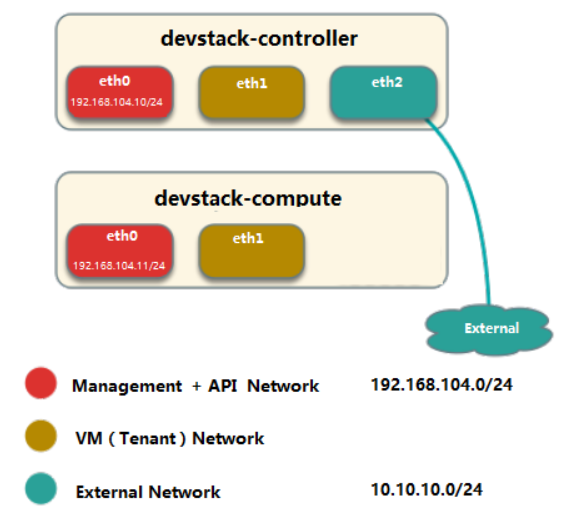 devstack-controller
eth0 eth1 eth2
192.168.104.10/24
devstack-compute
eth0 eth1
192.168.104.11/24
External
Management + API Network 192.168.104.0/24
VM ( Tenant ) Network
External Network 10.10.10.0/24